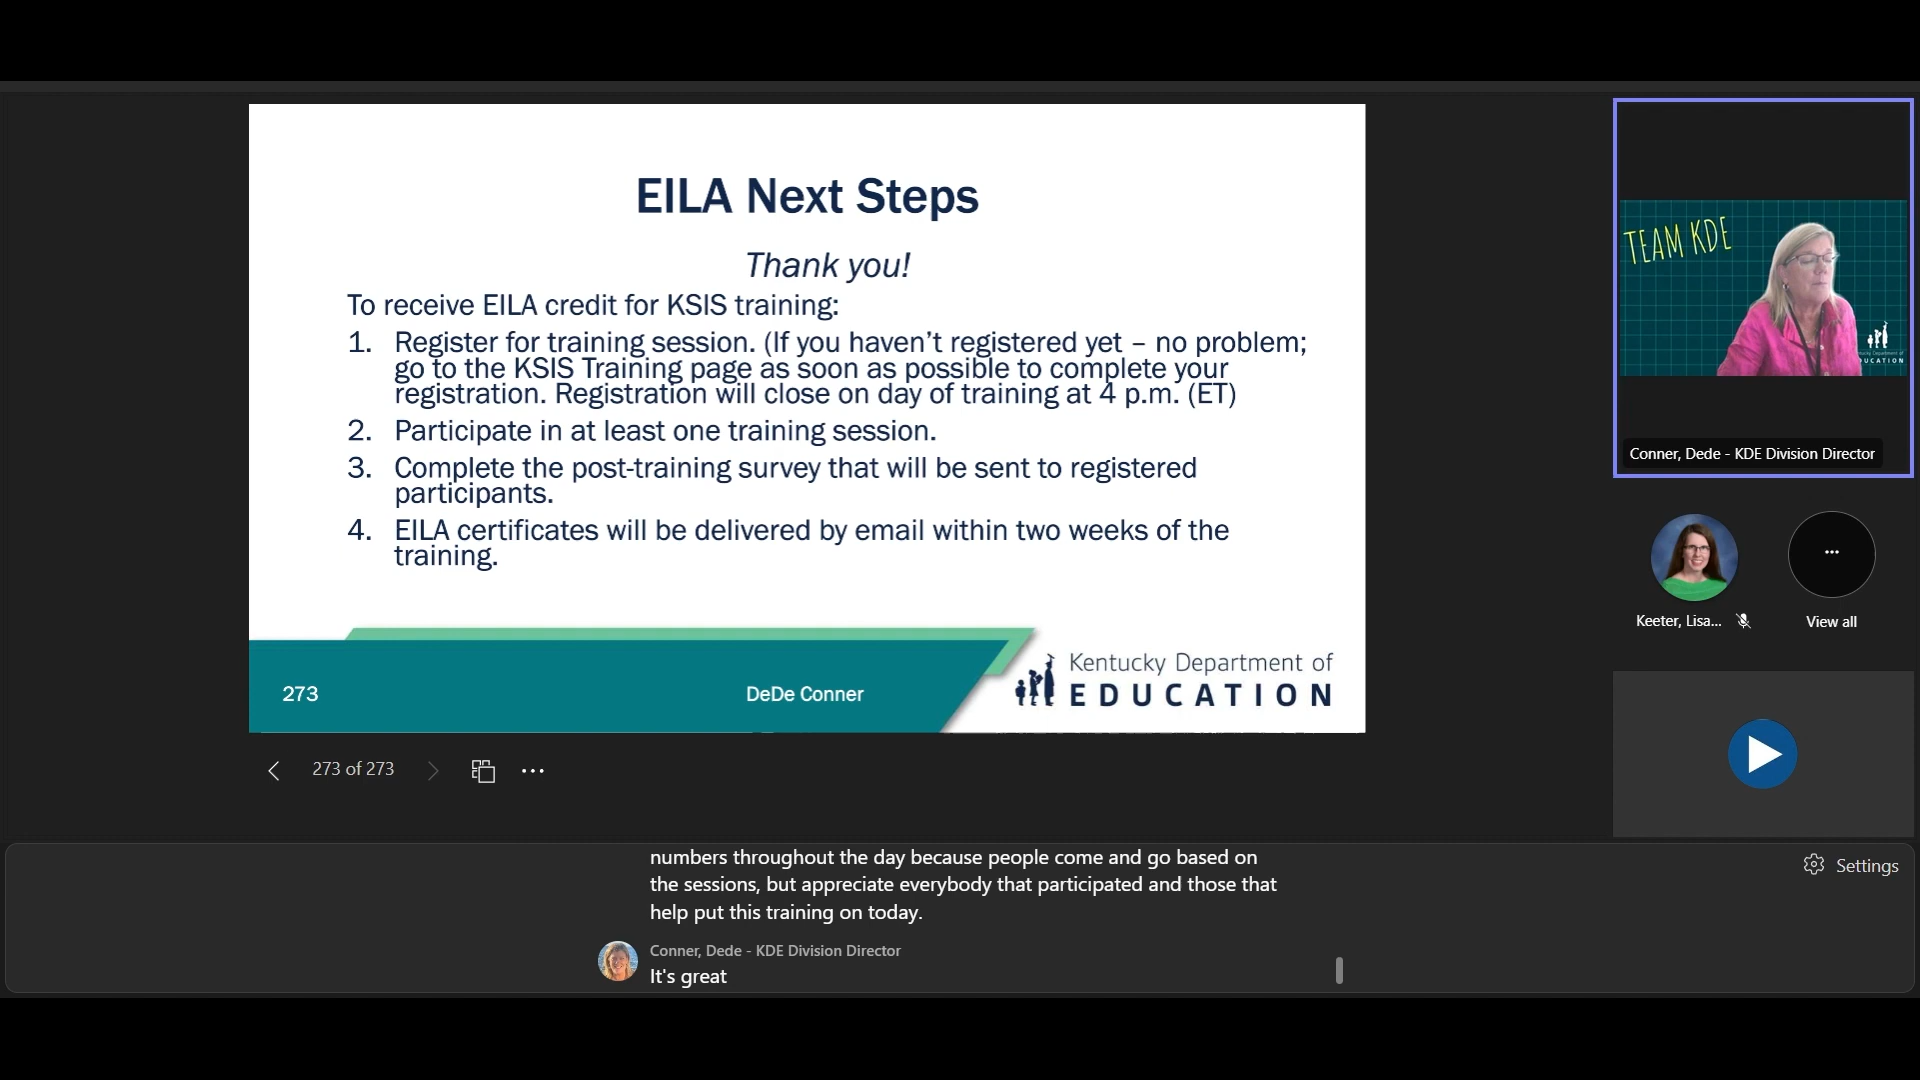 EILA Next Steps
Thank you!
To receive EILA credit for KSIS training:
1. Register for training session. (If you haven't registered yet – no problem;
go to the KSIS Training page as soon as possible to complete your
registration. Registration will close on day of training at 4 p.m. (ET)
2. Participate in at least one training session.
3. Complete the post-training survey that will be sent to registered
participants.
4. EILA certificates will be delivered by email within two weeks of the
training.
273
DeDe Conner
Kentucky Department of
EDUCATION
273 of 273
TEAM KDE
UCATION
Conner, Dede - KDE Division Director
Keeter, Lisa...
View all
numbers throughout the day because people come and go based on
the sessions, but appreciate everybody that participated and those that
help put this training on today.
Conner, Dede - KDE Division Director
It's great
Settings